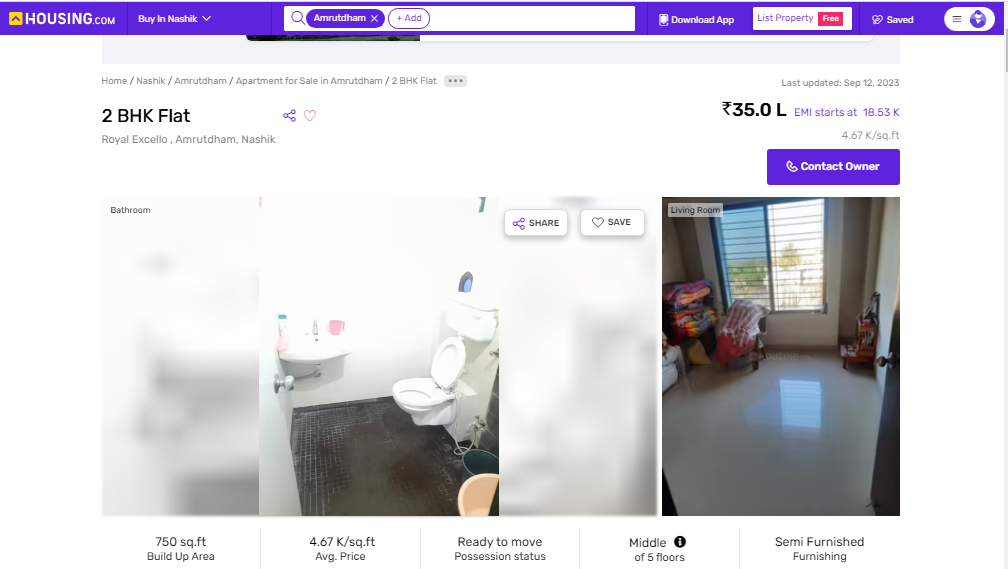 HOUSING.COM
Buy In Nashik
Amrutdham
+ Add
Download App
List Property Free
Saved
Home / Nashik / Amrutdham / Apartment for Sale in Amrutdham / 2 BHK Flat
Last updated: Sep 12, 2023
2 BHK Flat
₹35.0 L EMI starts at 18.53 K
Royal Excello , Amrutdham, Nashik
4.67 K/sq.ft
Contact Owner
Bathroom
SHARE
SAVE
Living Room
HOUSING
750 sq.ft
Build Up Area
4.67 K/sq.ft
Avg. Price
Ready to move
Possession status
Middle
of 5 floors
Semi Furnished
Furnishing